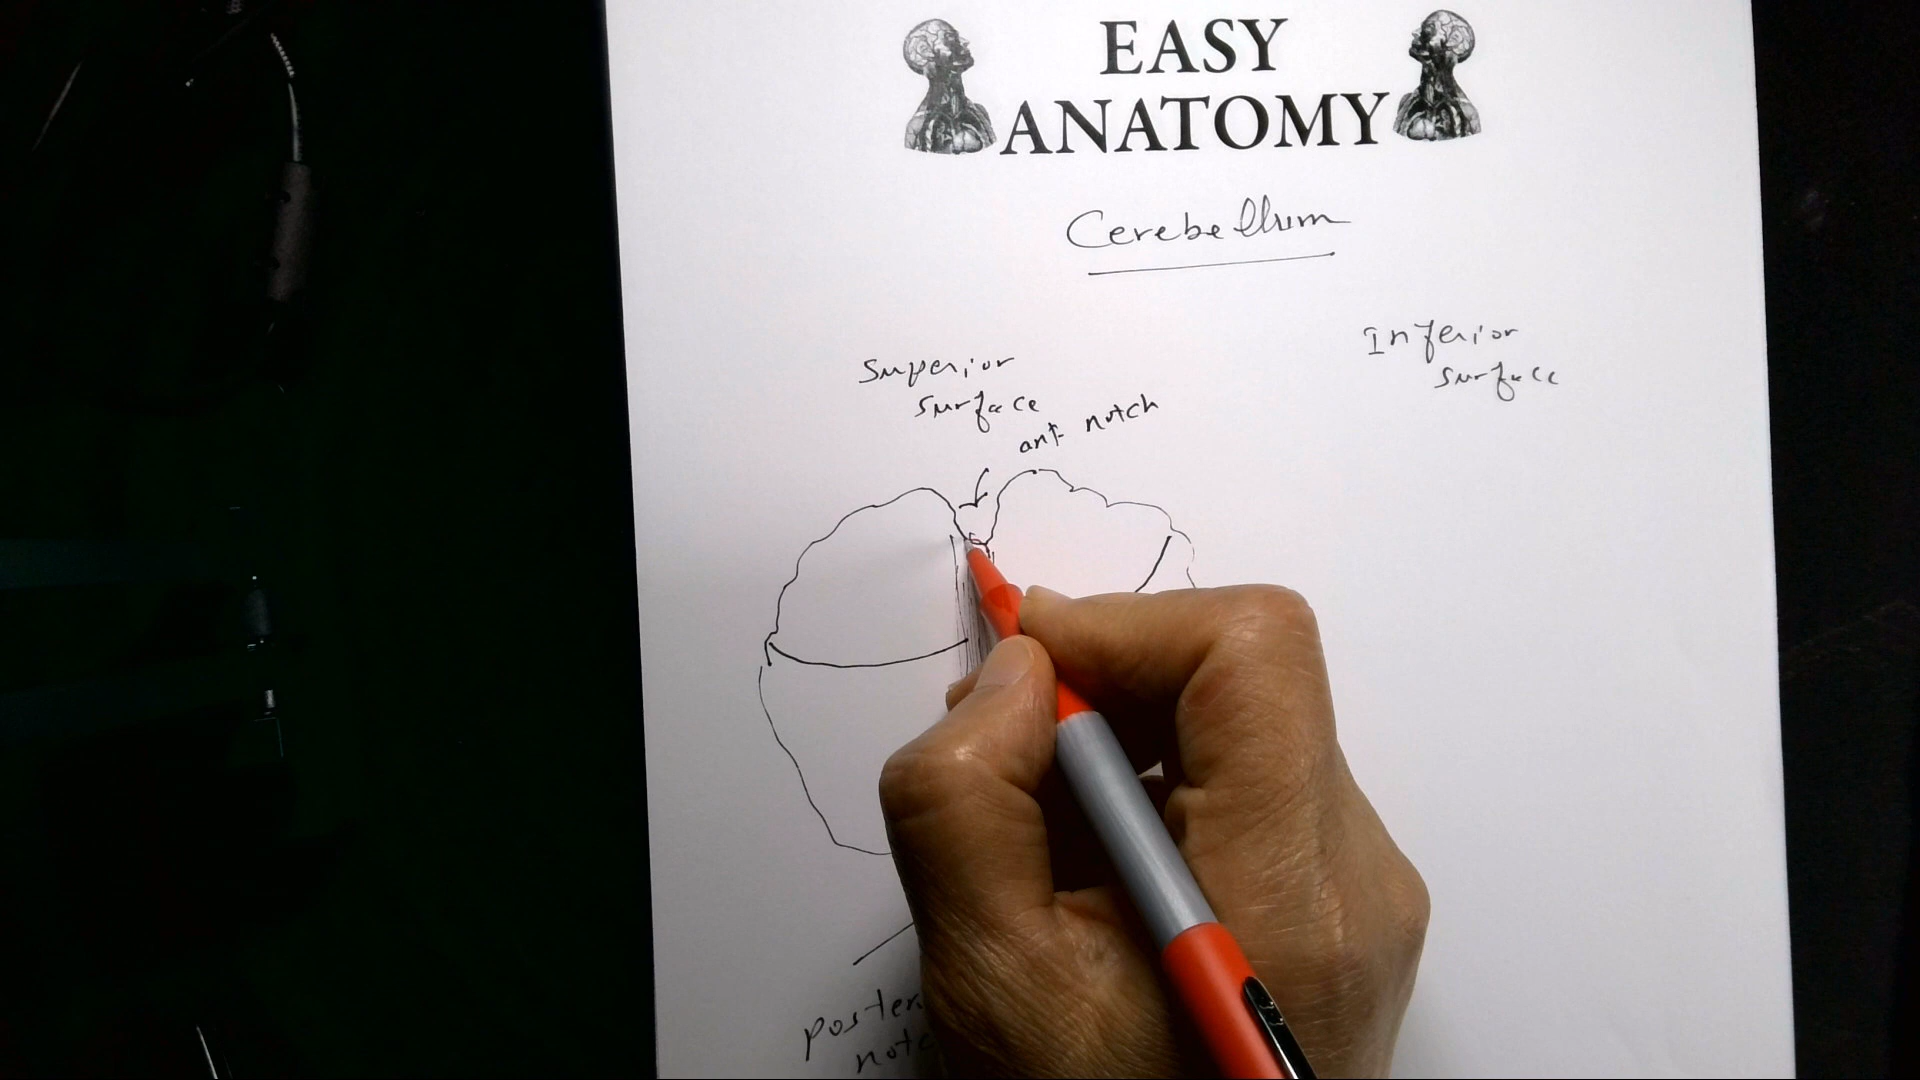 EASY
ANATOMY
Cerebellum
Superior
surface
Inferior
surface
ant notch